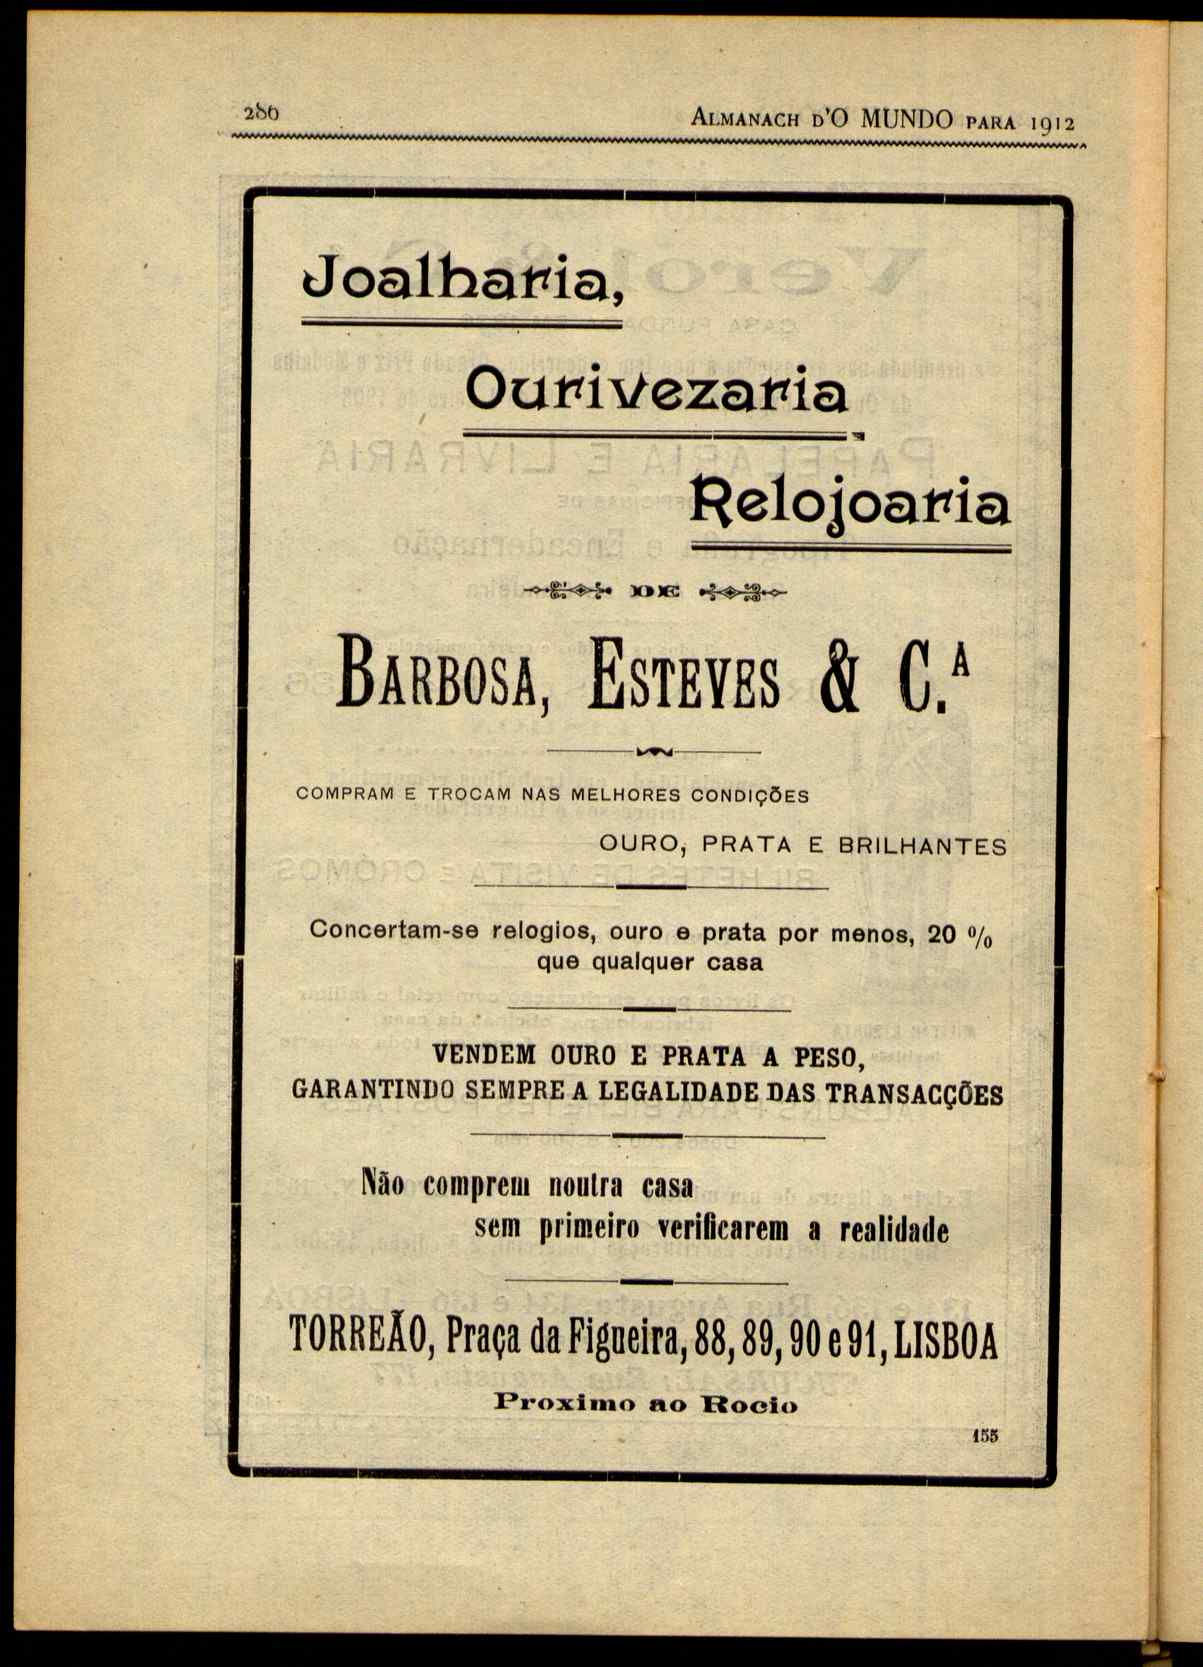 286
ALMANACH D'O MUNDO PARA 1912
Joalharia,
Ourivezaria
Relojoaria
DE
BARBOSA, ESTEVES & C.A
COMPRAM E TROCAM NAS MELHORES CONDIÇÕES
OURO, PRATA E BRILHANTES
Concertam-se relogios, ouro e prata por menos, 20 %
que qualquer casa
VENDEM OURO E PRATA A PESO,
GARANTINDO SEMPRE A LEGALIDADE DAS TRANSACÇÕES
Não comprem noutra casa
sem primeiro verificarem a realidade
TORREÃO, Praça da Figueira, 88, 89, 90 e 91, LISBOA
Proximo ao Rocio
155